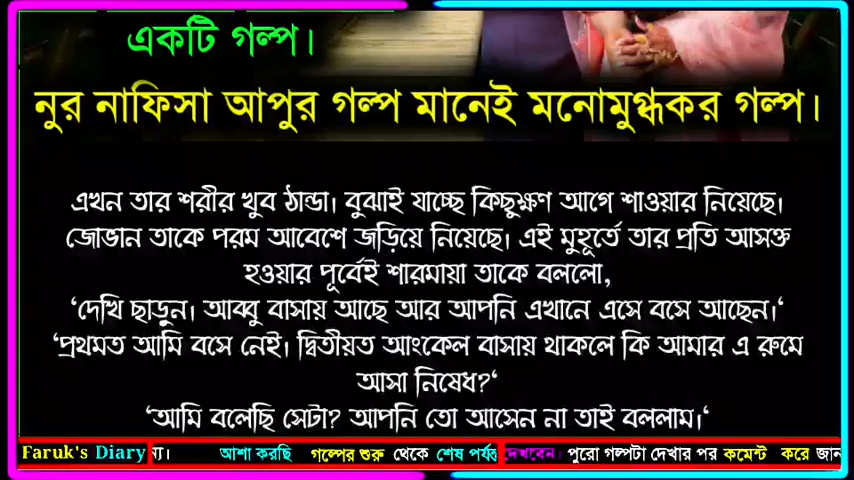 একটি গল্প।
নুর নাফিসা আপুর গল্প মানেই মনোমুগ্ধকর গল্প।
এখন তার শরীর খুব ঠান্ডা। বুঝাই যাচ্ছে কিছুক্ষণ আগে শাওয়ার নিয়েছে।
জোভান তাকে পরম আবেশে জড়িয়ে নিয়েছে। এই মুহূর্তে তার প্রতি আসক্ত
হওয়ার পূর্বেই শারমায়া তাকে বললো,
‘দেখি ছাড়ুন। আব্বু বাসায় আছে আর আপনি এখানে এসে বসে আছেন।‘
‘প্রথমত আমি বসে নেই। দ্বিতীয়ত আংকেল বাসায় থাকলে কি আমার এ রুমে
আসা নিষেধ?‘
‘আমি বলেছি সেটা? আপনি তো আসেন না তাই বললাম।‘
Faruk's Diary আশা করছি গল্পের শুরু থেকে শেষ পর্যন্ত দেখবেন। পুরো গল্পটা দেখার পর কমেন্ট করে